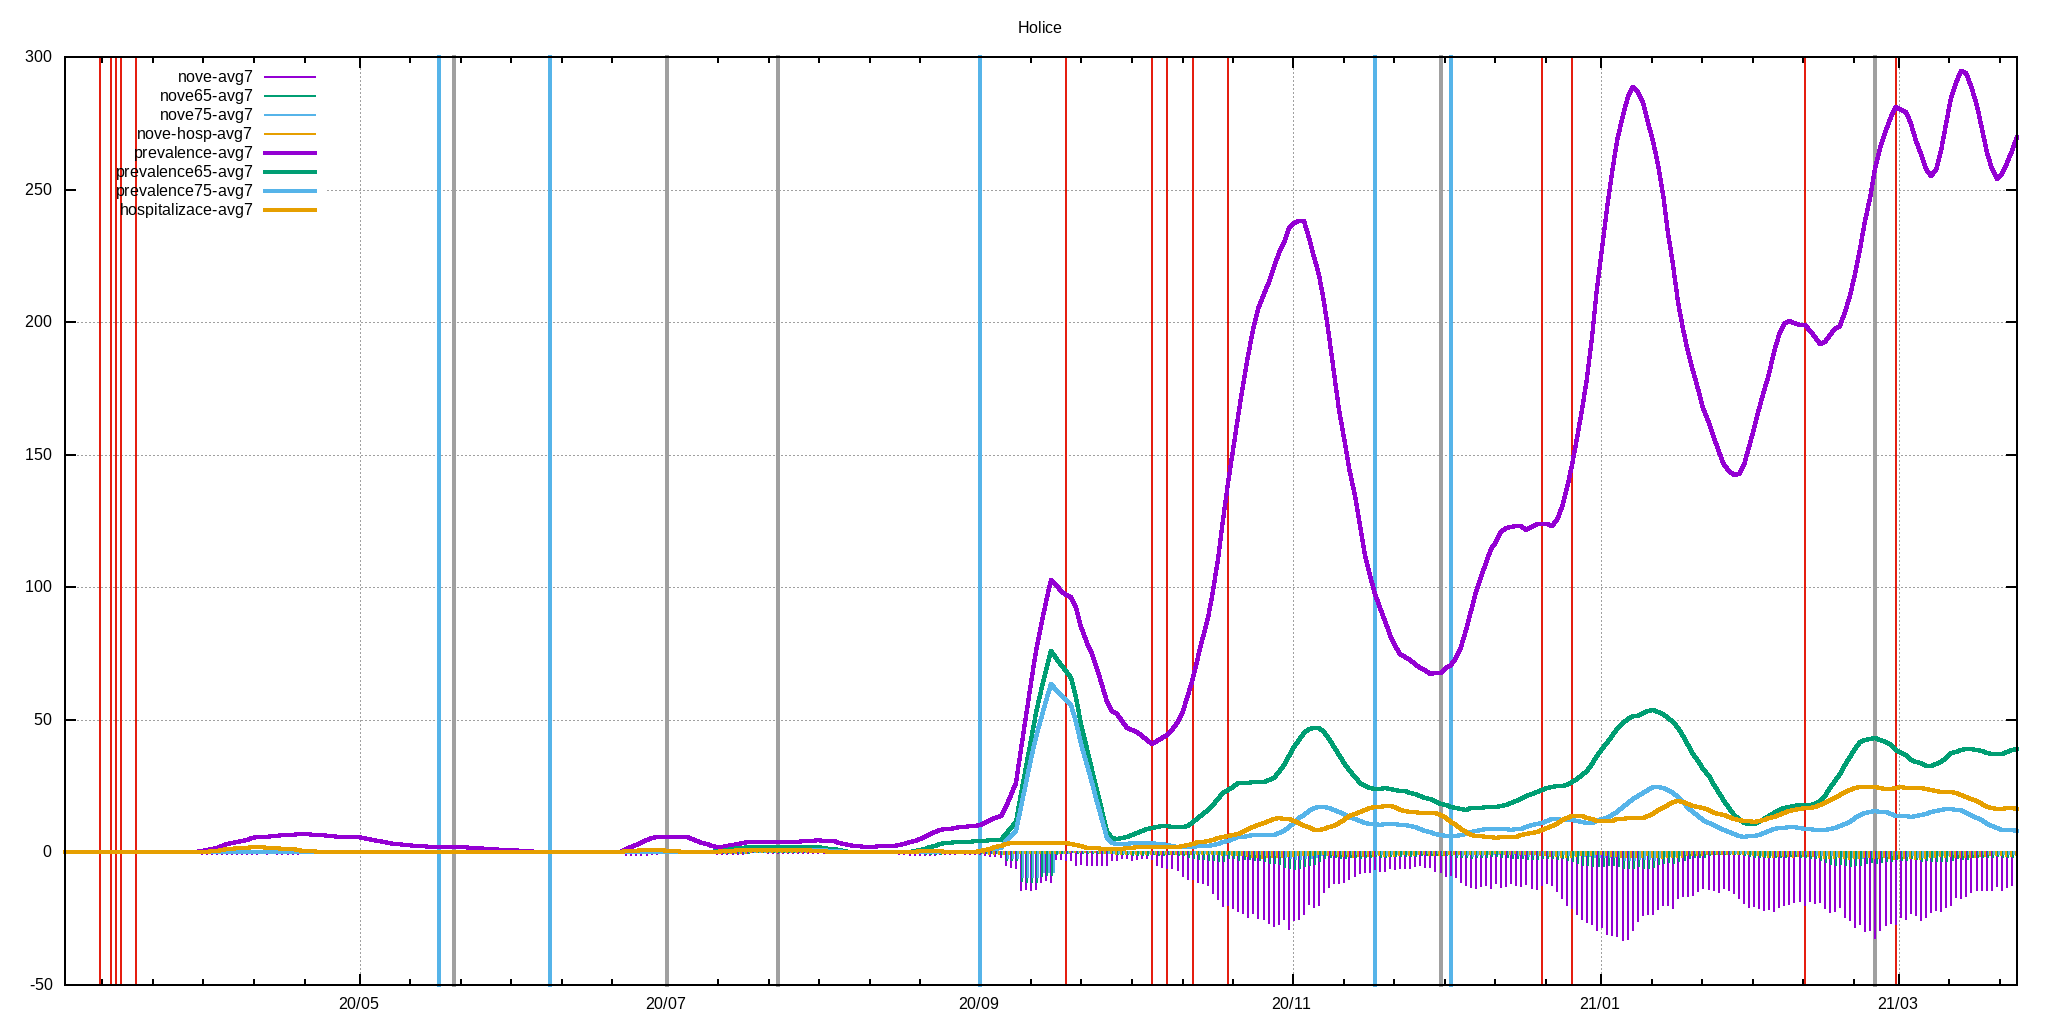 Holice
300
250
200
150
100
50
0
-50
nove-avg7
nove65-avg7
nove75-avg7
nove-hosp-avg7
prevalence-avg7
prevalence65-avg7
prevalence75-avg7
hospitalizace-avg7
20/05 20/07 20/09 20/11 21/01 21/03